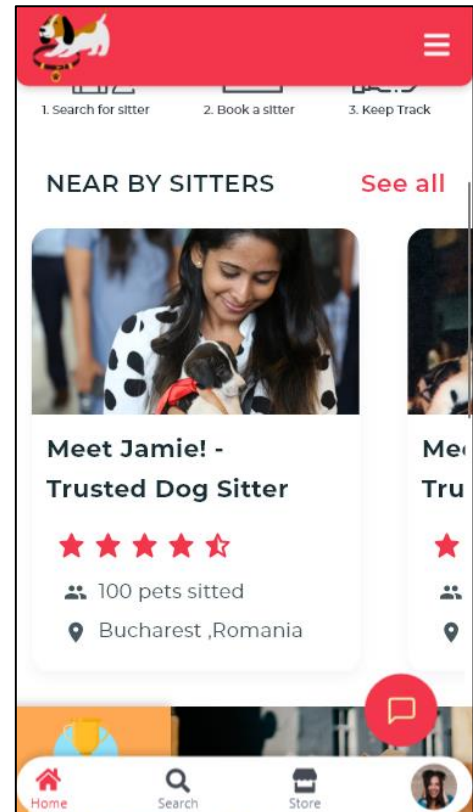 1. Search for sitter 2. Book a sitter 3. Keep Track
NEAR BY SITTERS See all
Meet Jamie! -
Trusted Dog Sitter
100 pets sitted
Bucharest ,Romania
Home Search Store